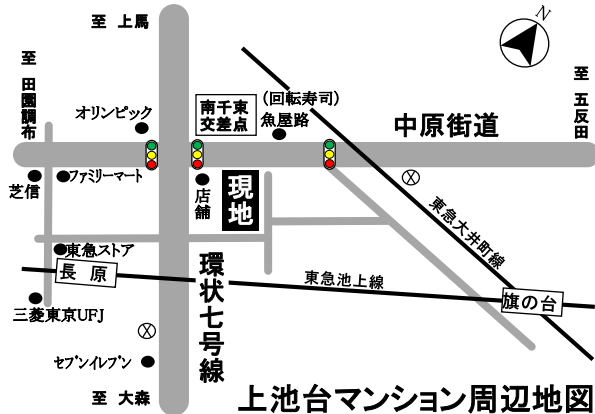 至 上馬
N
至 田園調布
オリンピック
南千東
交差点
(回転寿司)
魚屋路
中原街道
至 五反田
芝信
ファミリーマート
店舗
現地
東急大井町線
東急ストア
長原
環状七号線
東急池上線
旗の台
三菱東京UFJ
セブンイレブン
至 大森
上池台マンション周辺地図